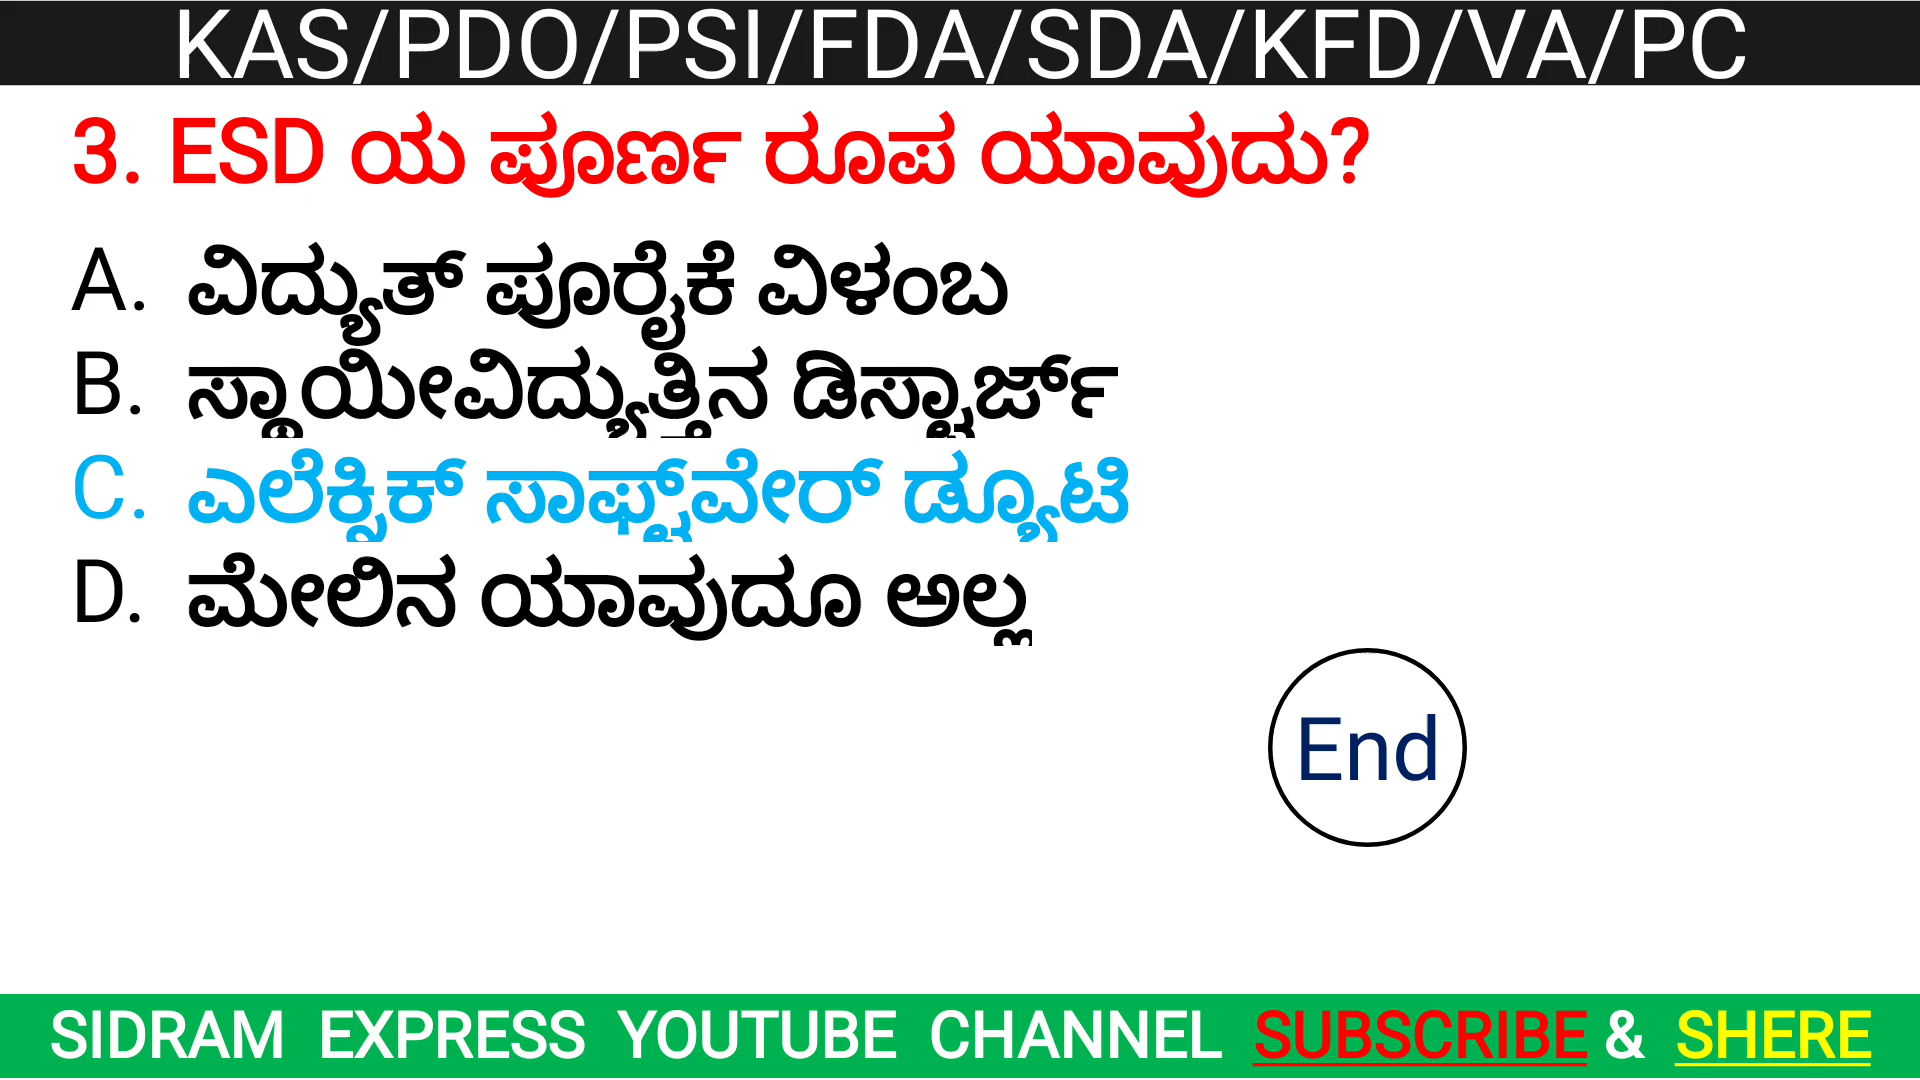 KAS/PDO/PSI/FDA/SDA/KFD/VA/PC
3. ESD ಯ ಪೂರ್ಣ ರೂಪ ಯಾವುದು?
A. ವಿದ್ಯುತ್ ಪೂರೈಕೆ ವಿಳಂಬ
B. ಸ್ಥಾಯೀವಿದ್ಯುತ್ತಿನ ಡಿಸ್ಚಾರ್ಜ್
C. ಎಲೆಕ್ಟ್ರಿಕ್ ಸಾಫ್ಟ್‌ವೇರ್ ಡ್ಯೂಟಿ
D. ಮೇಲಿನ ಯಾವುದೂ ಅಲ್ಲ
End
SIDRAM EXPRESS YOUTUBE CHANNEL SUBSCRIBE & SHERE